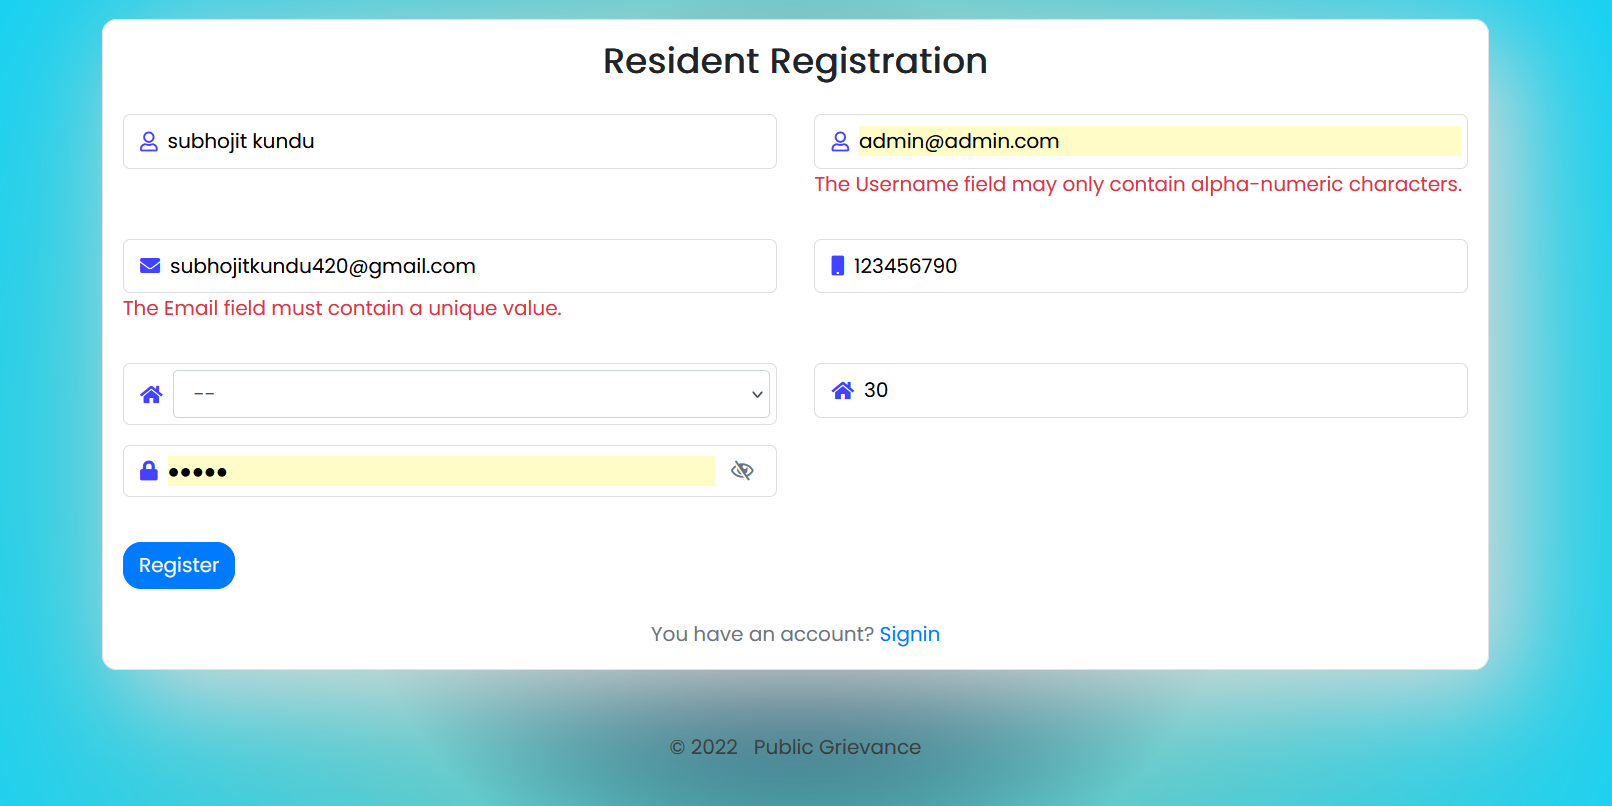 Resident Registration
subhojit kundu
admin@admin.com
The Username field may only contain alpha-numeric characters.
subhojitkundu420@gmail.com
123456790
The Email field must contain a unique value.
--
30
●●●●●
Register
You have an account? Signin
© 2022 Public Grievance